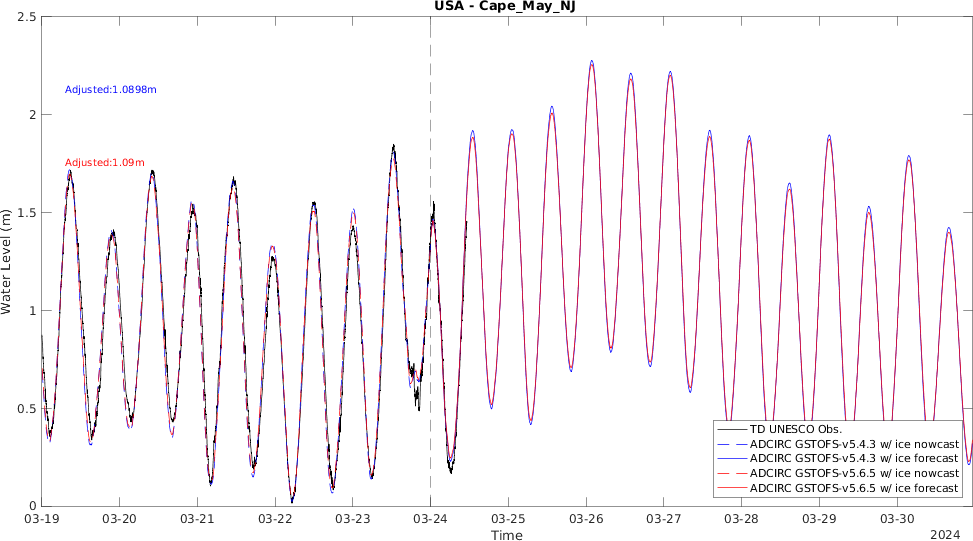 USA - Cape_May_NJ
2.5
2
1.5
1
0.5
0
Water Level (m)
Adjusted:1.0898m
Adjusted:1.09m
TD UNESCO Obs.
ADCIRC GSTOFS-v5.4.3 w/ ice nowcast
ADCIRC GSTOFS-v5.4.3 w/ ice forecast
ADCIRC GSTOFS-v5.6.5 w/ ice nowcast
ADCIRC GSTOFS-v5.6.5 w/ ice forecast
03-19 03-20 03-21 03-22 03-23 03-24 03-25 03-26 03-27 03-28 03-29 03-30
Time
2024